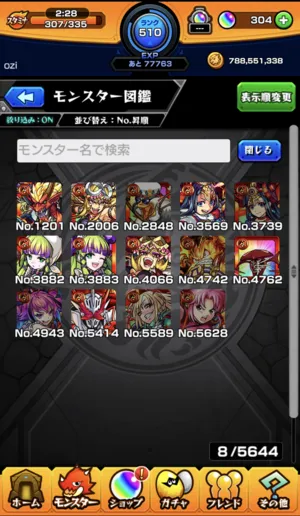 スタミナ
2:28
307/335
ランク
510
EXP
あと 77763
304
ozi
788,551,338
モンスター図鑑
表示順変更
絞り込み:ON
並び替え:No.昇順
モンスター名で検索
閉じる
No.1201 No.2006 No.2848 No.3569 No.3739
No.3882 No.3883 No.4066 No.4742 No.4762
No.4943 No.5414 No.5589 No.5628
8/5644
ホーム モンスター ショップ ガチャ フレンド その他